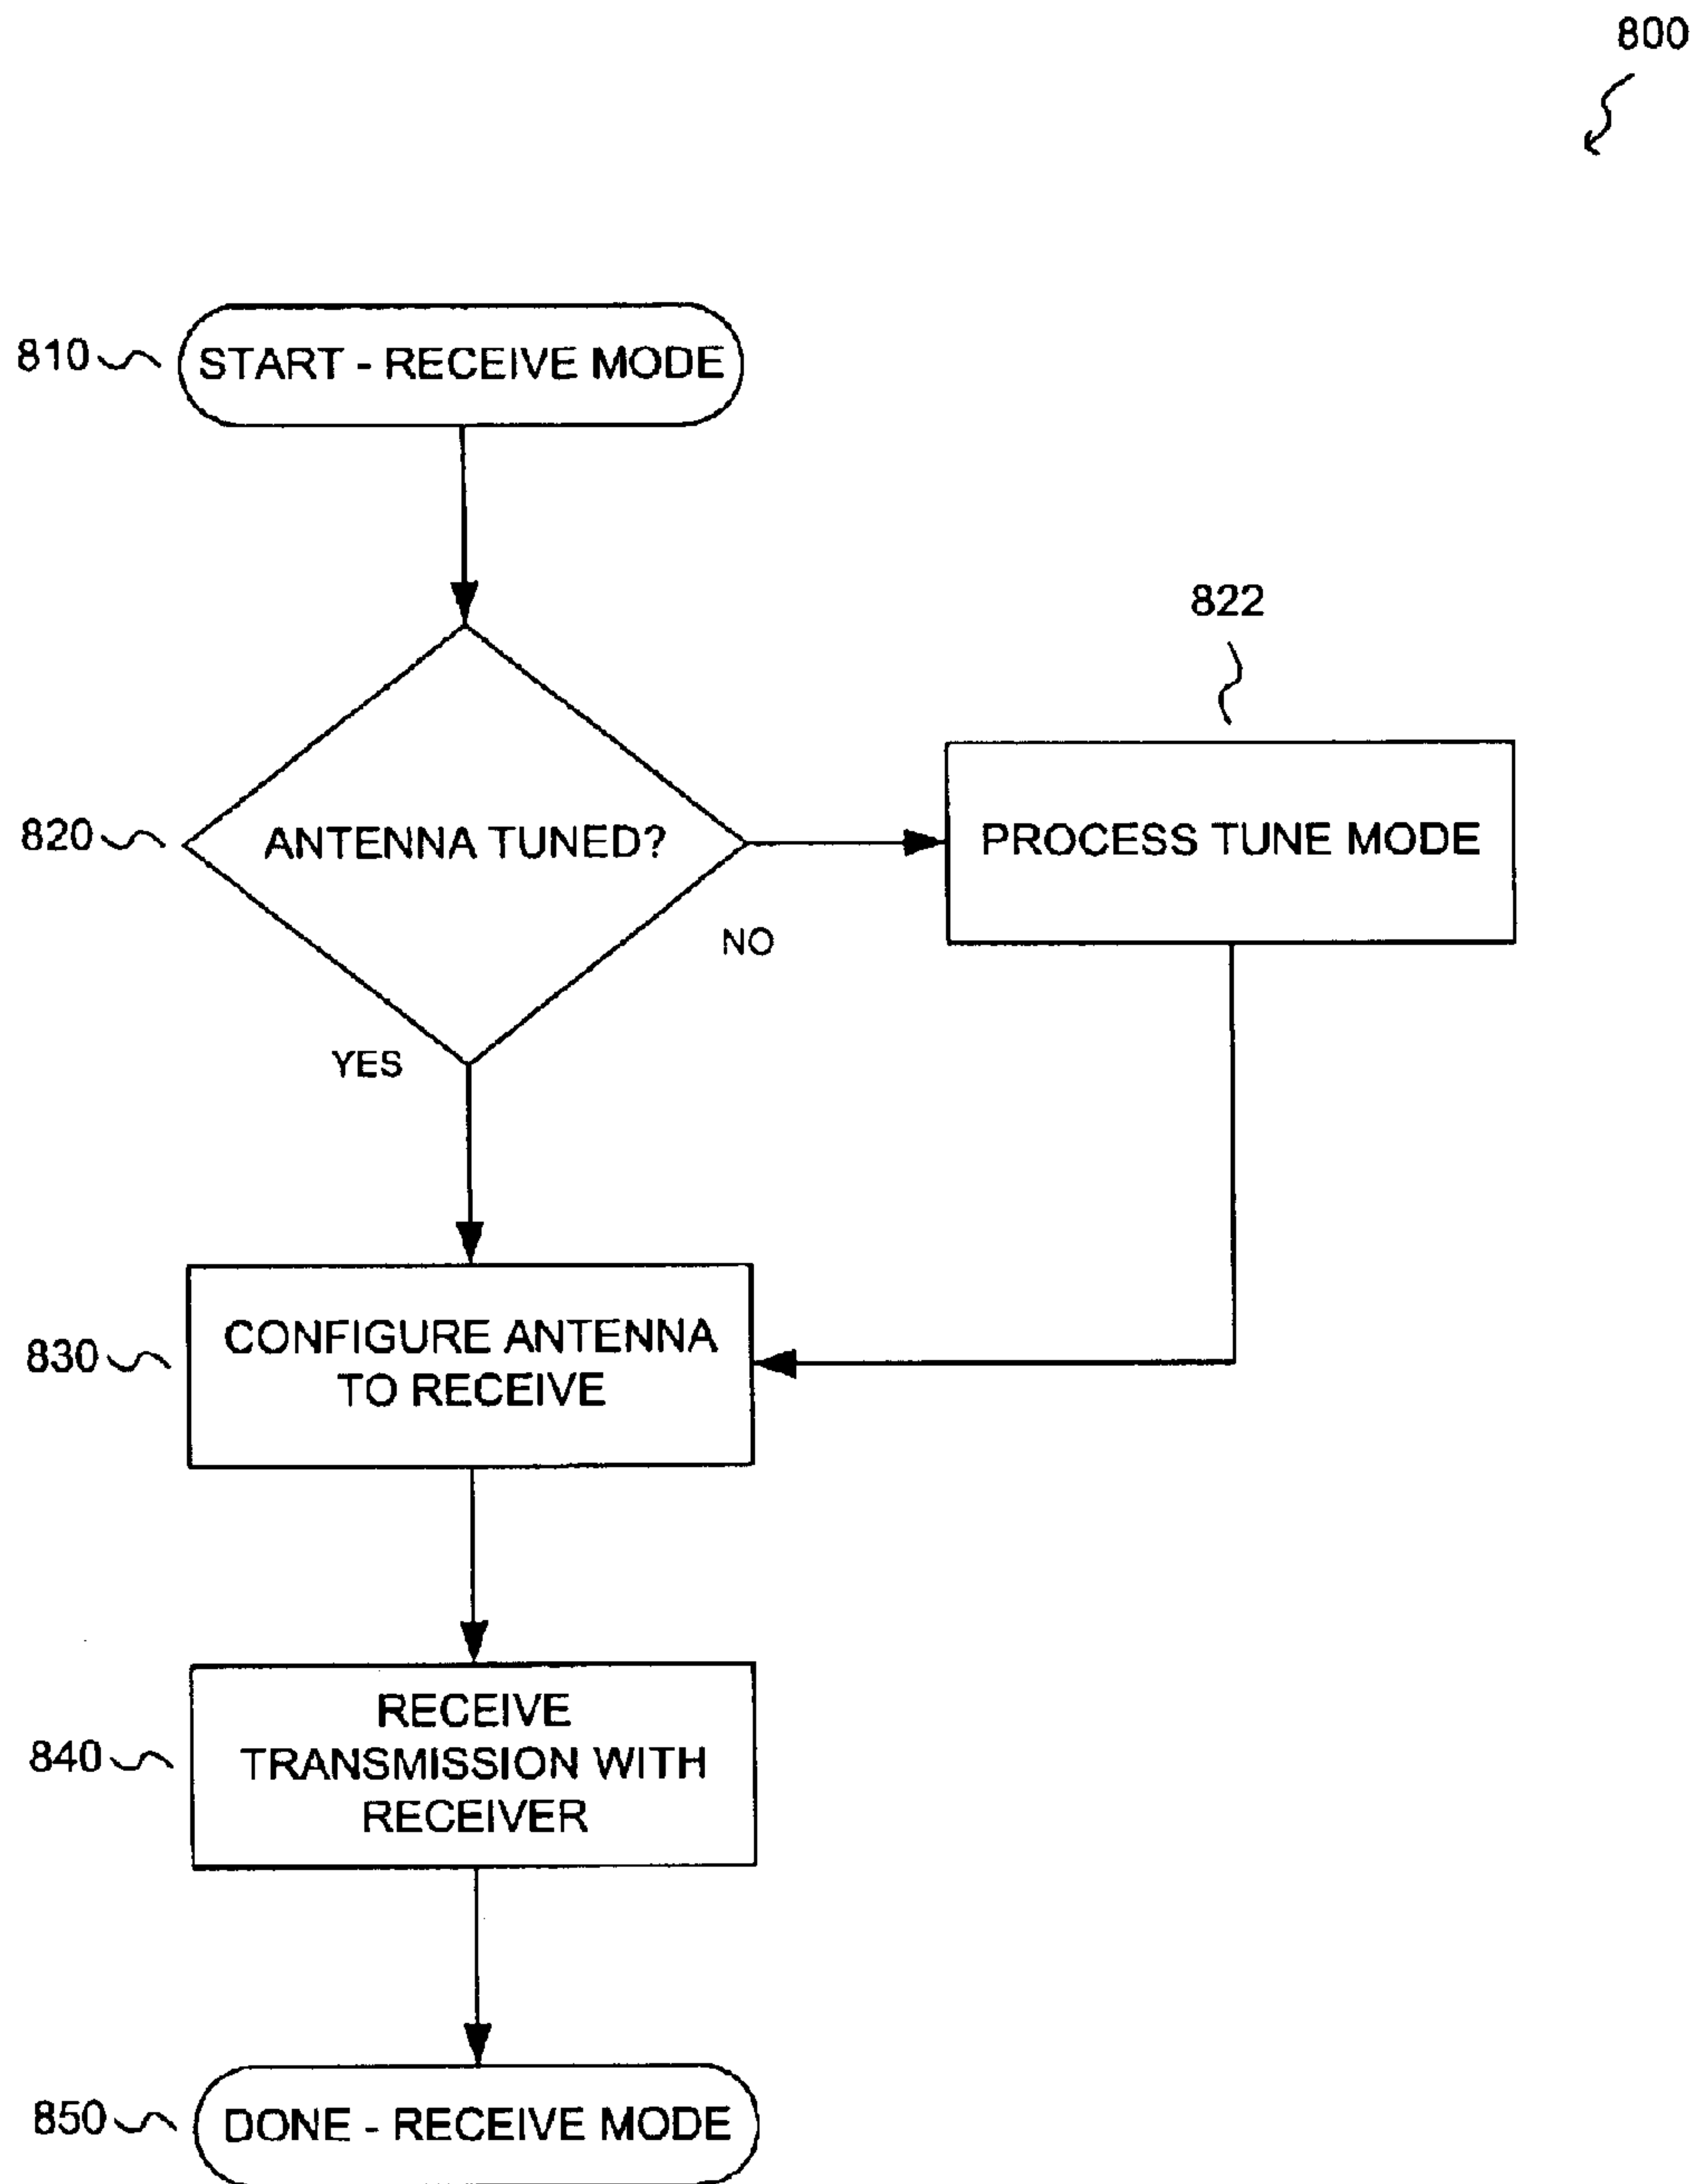 800
810
START - RECEIVE MODE
822
820
ANTENNA TUNED?
PROCESS TUNE MODE
NO
YES
830
CONFIGURE ANTENNA
TO RECEIVE
840
RECEIVE
TRANSMISSION WITH
RECEIVER
850
DONE - RECEIVE MODE